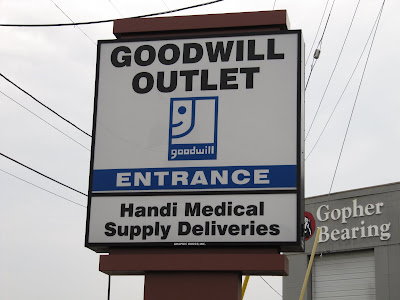 GOODWILL
OUTLET
goodwill
ENTRANCE
Handi Medical
Supply Deliveries
Gopher
Bearing